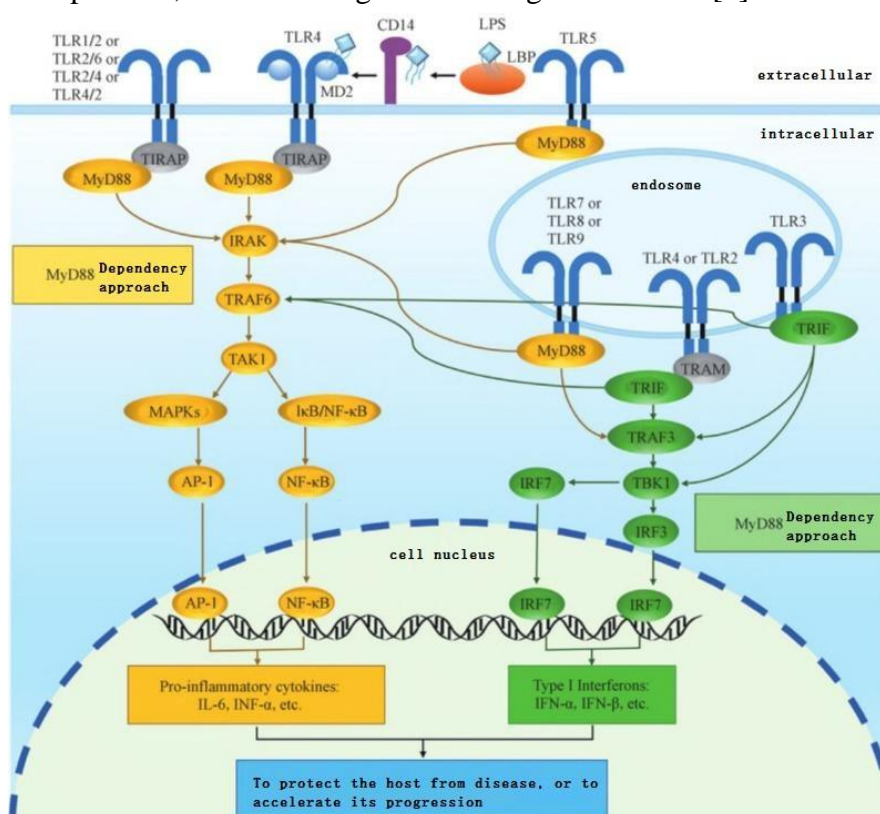 TLR1/2 or
TLR2/6 or
TLR2/4 or
TLR4/2
TLR4
MD2
CD14
LPS
LBP
TLR5
extracellular
intracellular
TIRAP
MyD88
TIRAP
MyD88
MyD88
endosome
TLR7 or
TLR8 or
TLR9
TLR4 or TLR2
TLR3
IRAK
MyD88 Dependency
approach
TRAF6
TRIF
MyD88
TAK1
TRAM
TRIF
MAPKs
IκB/NF-κB
TRAF3
AP-1
NF-κB
IRF7
TBK1
MyD88 Dependency
approach
IRF3
cell nucleus
AP-1
NF-κB
IRF7
IRF7
Pro-inflammatory cytokines:
IL-6, INF-α, etc.
Type I Interferons:
IFN-α, IFN-β, etc.
To protect the host from disease, or to
accelerate its progression